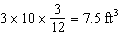 3 × 10 × 3/12 = 7.5 ft³